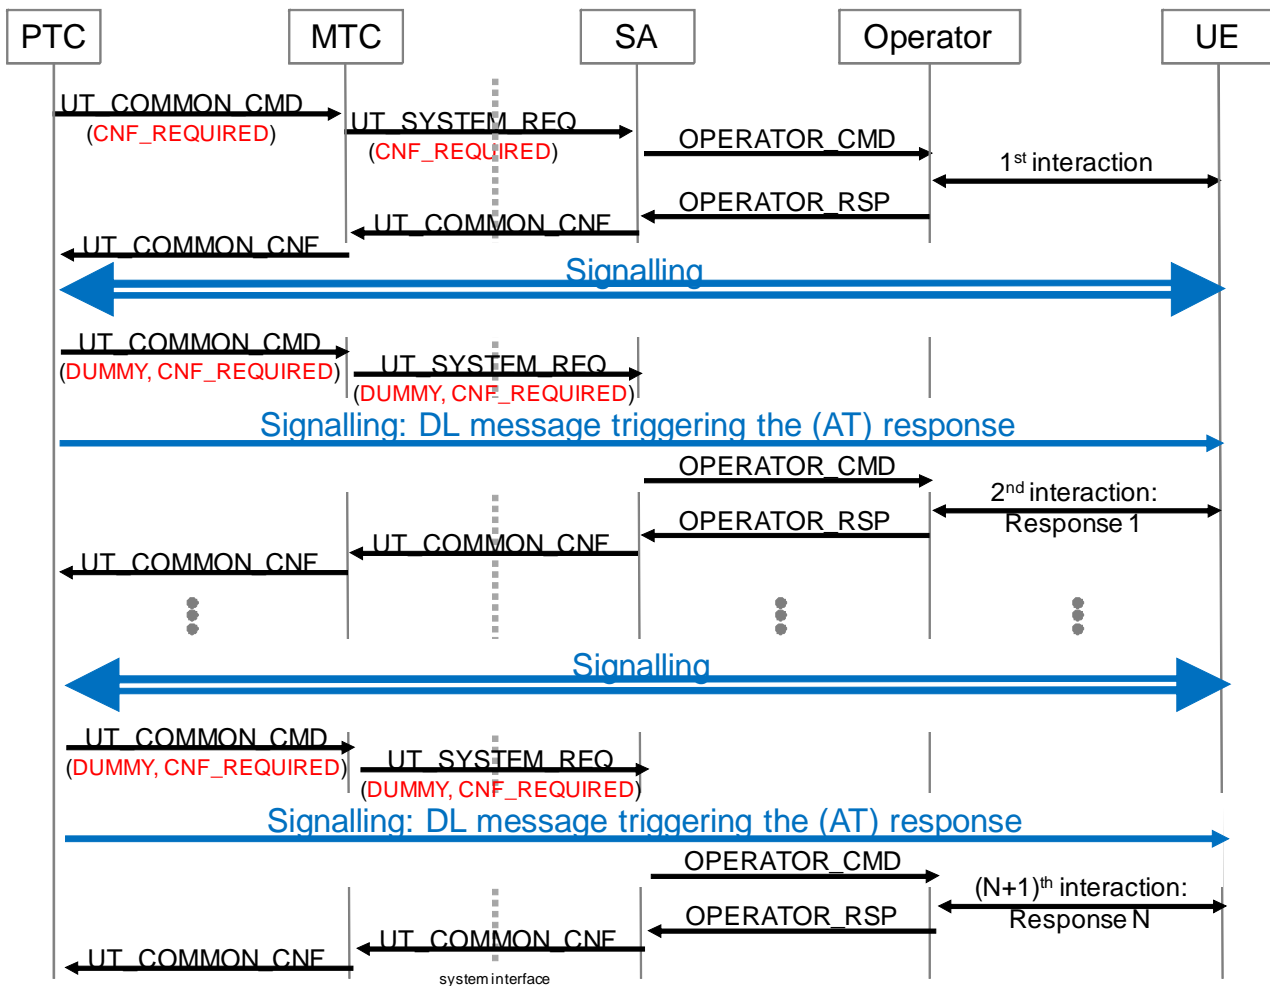 PTC MTC SA Operator UE
UT_COMMON_CMD
(CNF_REQUIRED)
UT_SYSTEM_REQ
(CNF_REQUIRED)
OPERATOR_CMD
1st interaction
OPERATOR_RSP
UT_COMMON_CNF
UT_COMMON_CNF
Signalling
UT_COMMON_CMD
(DUMMY, CNF_REQUIRED)
UT_SYSTEM_REQ
(DUMMY, CNF_REQUIRED)
Signalling: DL message triggering the (AT) response
OPERATOR_CMD
2nd interaction:
Response 1
OPERATOR_RSP
UT_COMMON_CNF
UT_COMMON_CNF
Signalling
UT_COMMON_CMD
(DUMMY, CNF_REQUIRED)
UT_SYSTEM_REQ
(DUMMY, CNF_REQUIRED)
Signalling: DL message triggering the (AT) response
OPERATOR_CMD
(N+1)th interaction:
Response N
OPERATOR_RSP
UT_COMMON_CNF
UT_COMMON_CNF
system interface